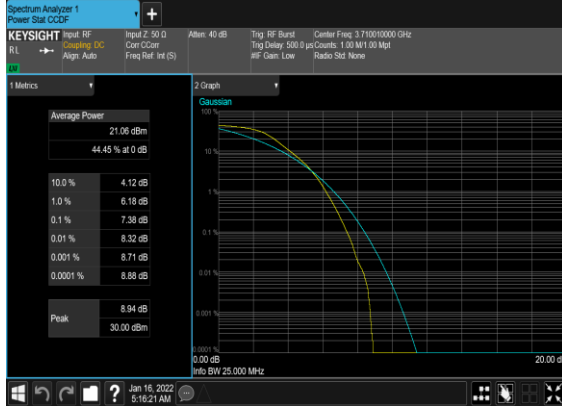 Spectrum Analyzer 1
Power Stat CCDF
+
KEYSIGHT
RL
Input: RF
Coupling: DC
Align: Auto
Input Z: 50 Ω
Corr CCorr
Freq Ref: Int (S)
Atten: 40 dB
Trig: RF Burst
Trig Delay: 500.0 µs
#IF Gain: Low
Center Freq: 3.710010000 GHz
Counts: 1.00 M/1.00 Mpt
Radio Std: None
1 Metrics
Average Power
21.06 dBm
44.45 % at 0 dB
10.0 % 4.12 dB
1.0 % 6.18 dB
0.1 % 7.38 dB
0.01 % 8.32 dB
0.001 % 8.71 dB
0.0001 % 8.88 dB
Peak
8.94 dB
30.00 dBm
2 Graph
Gaussian
100 %
10 %
1 %
0.1 %
0.01 %
0.001 %
0.0001 %
0.00 dB
20.00 d
Info BW 25.000 MHz
?
Jan 16, 2022
5:16:21 AM